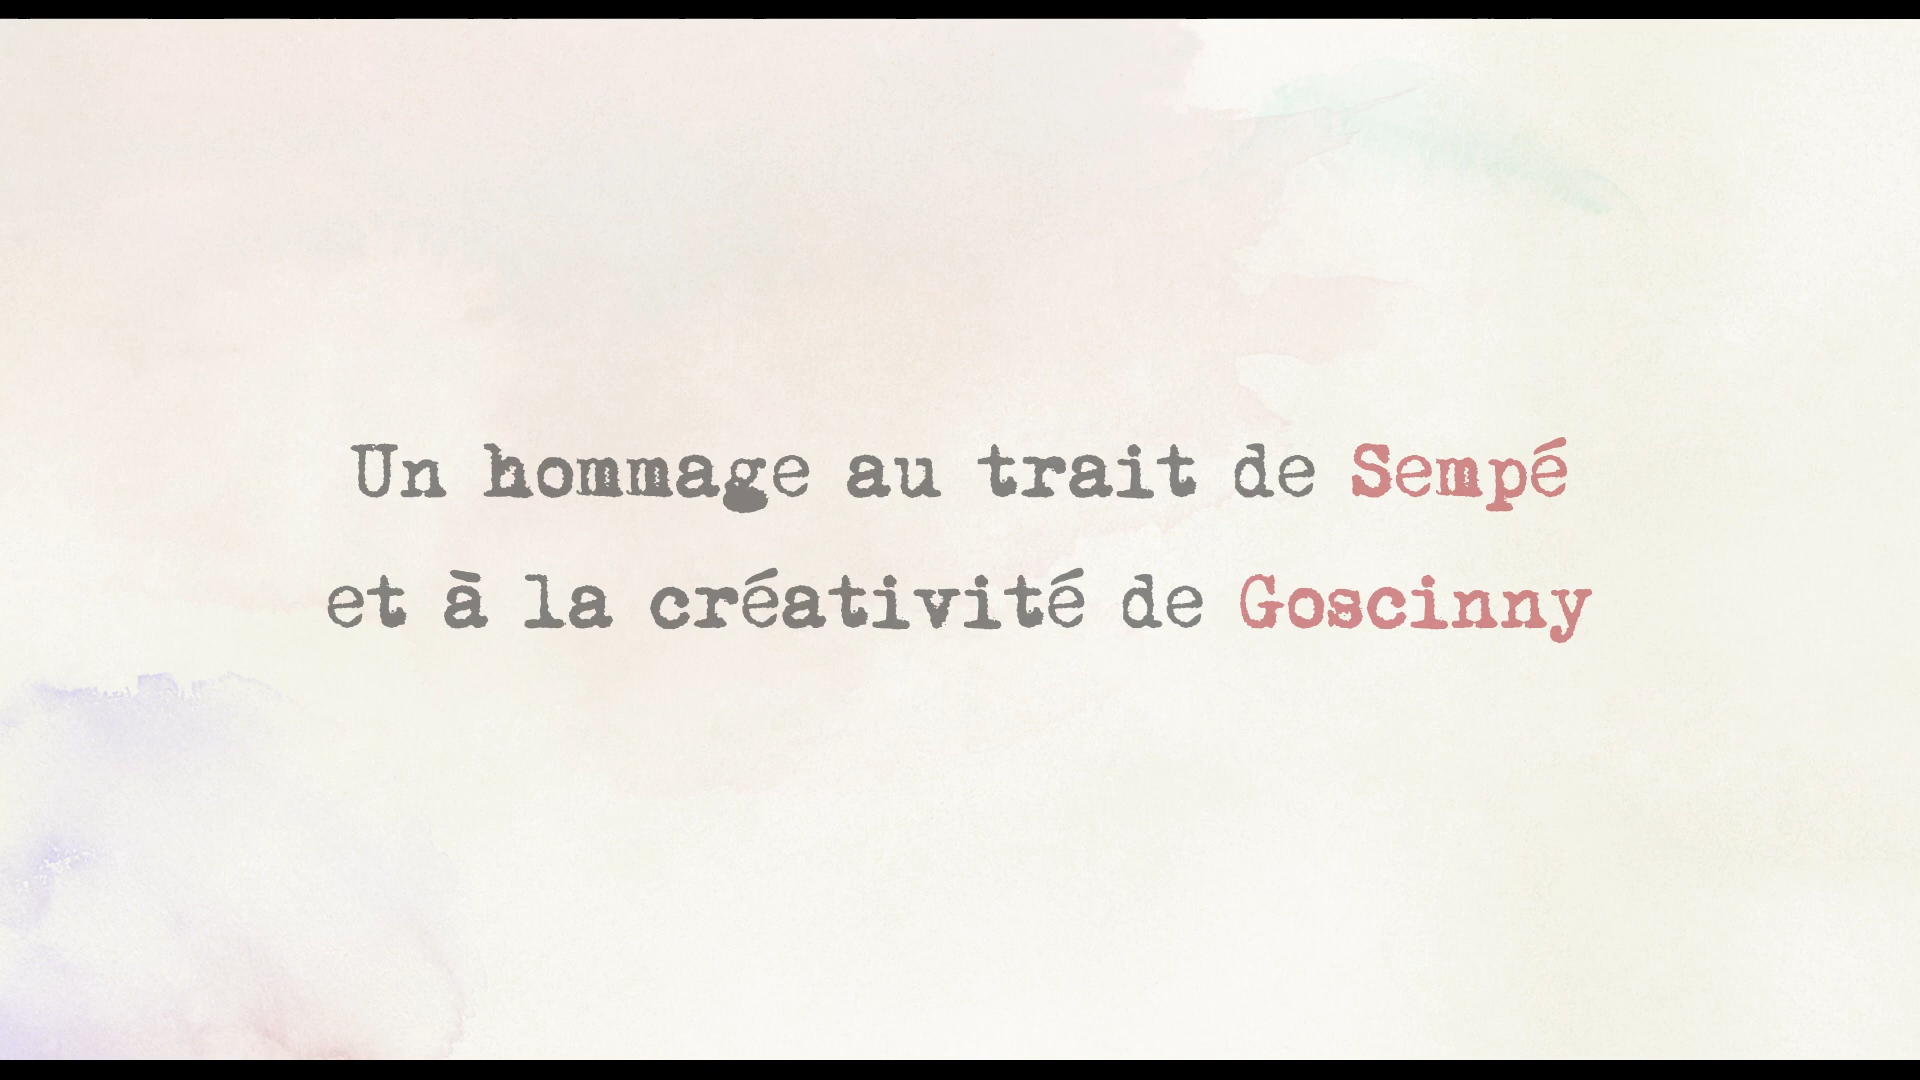 Un hommage au trait de Sempé
et à la créativité de Goscinny